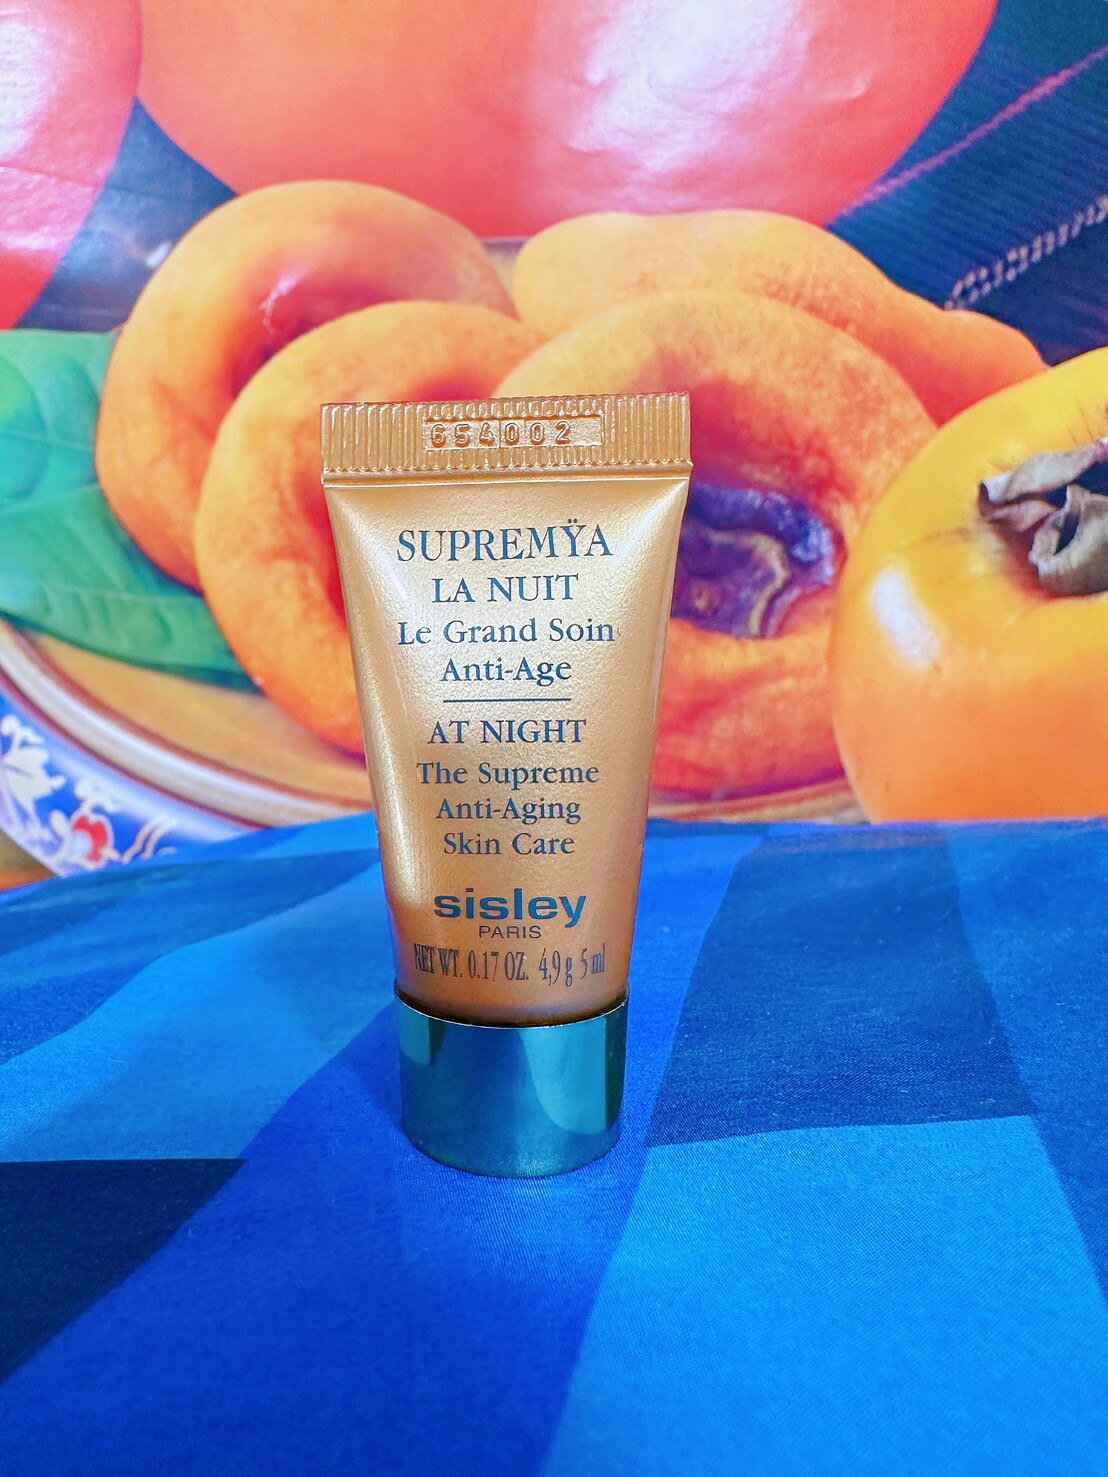 654002
SUPREMŸA
LA NUIT
Le Grand Soin
Anti-Age
AT NIGHT
The Supreme
Anti-Aging
Skin Care
sisley
PARIS
NET WT. 0.17 OZ. 4,9 g 5 ml